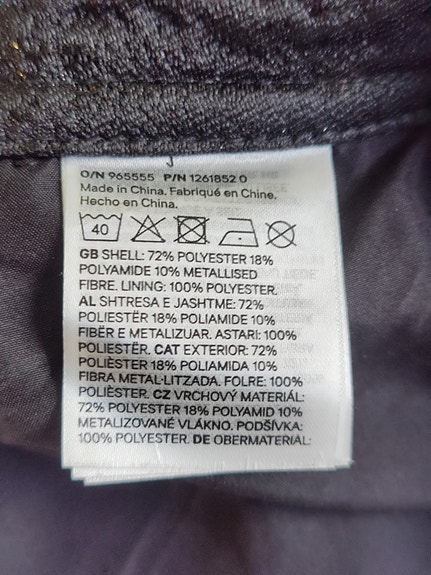 O/N 965555 P/N 1261852 0
Made in China. Fabriqué en Chine.
Hecho en China.
40
GB SHELL: 72% POLYESTER 18%
POLYAMIDE 10% METALLISED
FIBRE. LINING: 100% POLYESTER.
AL SHTRESA E JASHTME: 72%
POLIESTËR 18% POLIAMIDE 10%
FIBËR E METALIZUAR. ASTARI: 100%
POLIESTËR. CAT EXTERIOR: 72%
POLIÈSTER 18% POLIAMIDA 10%
FIBRA METAL·LITZADA. FOLRE: 100%
POLIÈSTER. CZ VRCHOVÝ MATERIÁL:
72% POLYESTER 18% POLYAMID 10%
METALIZOVANÉ VLÁKNO. PODŠÍVKA:
100% POLYESTER. DE OBERMATERIAL: